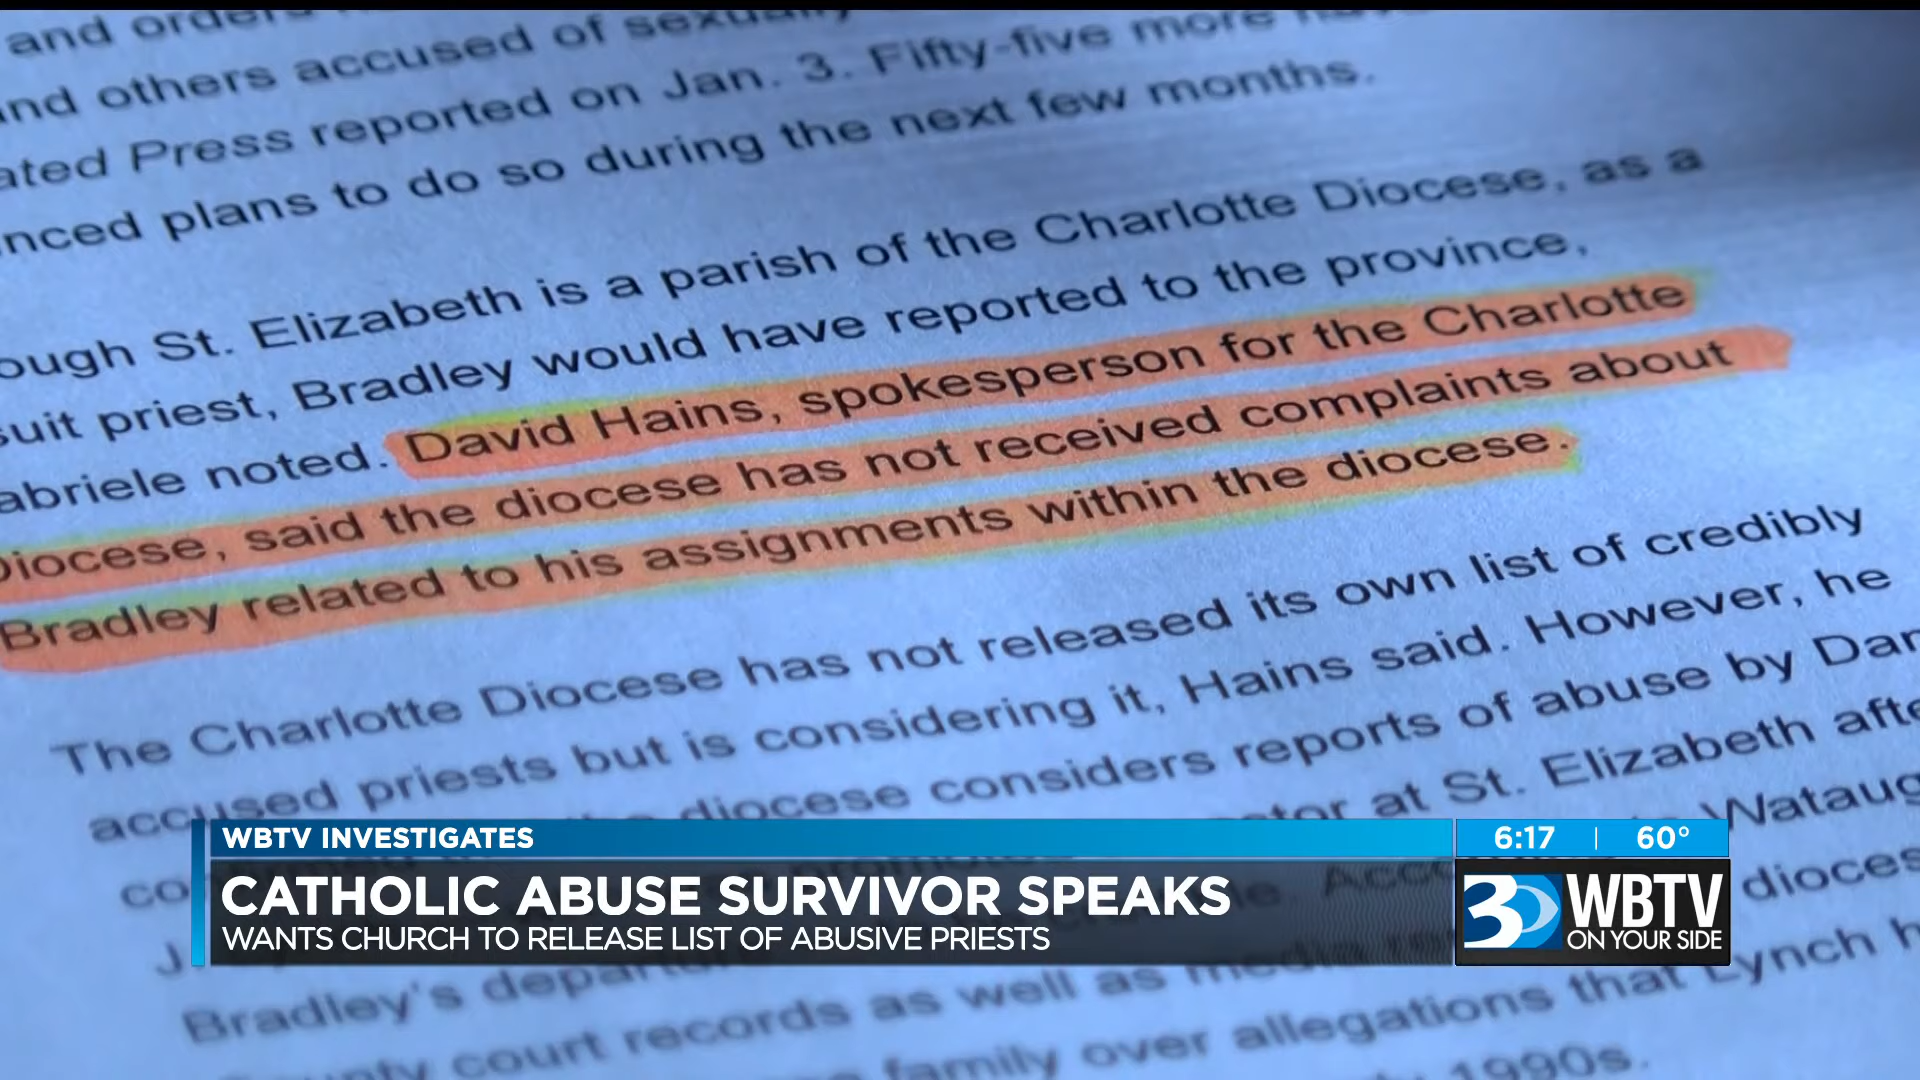 and orders
and others accused of sexually
ated Press reported on Jan. 3. Fifty-five more have
nced plans to do so during the next few months.
ough St. Elizabeth is a parish of the Charlotte Diocese, as a
suit priest, Bradley would have reported to the province,
abriele noted. David Hains, spokesperson for the Charlotte
Diocese, said the diocese has not received complaints about
Bradley related to his assignments within the diocese.
The Charlotte Diocese has not released its own list of credibly
accused priests but is considering it, Hains said. However, he
diocese considers reports of abuse by Dan
at St. Elizabeth afte
Wataug
dioces
Bradley's
county court records as well as media
family over allegations that Lynch h
1990s.
WBTV INVESTIGATES
CATHOLIC ABUSE SURVIVOR SPEAKS
WANTS CHURCH TO RELEASE LIST OF ABUSIVE PRIESTS
6:17 | 60°
3 WBTV
ON YOUR SIDE